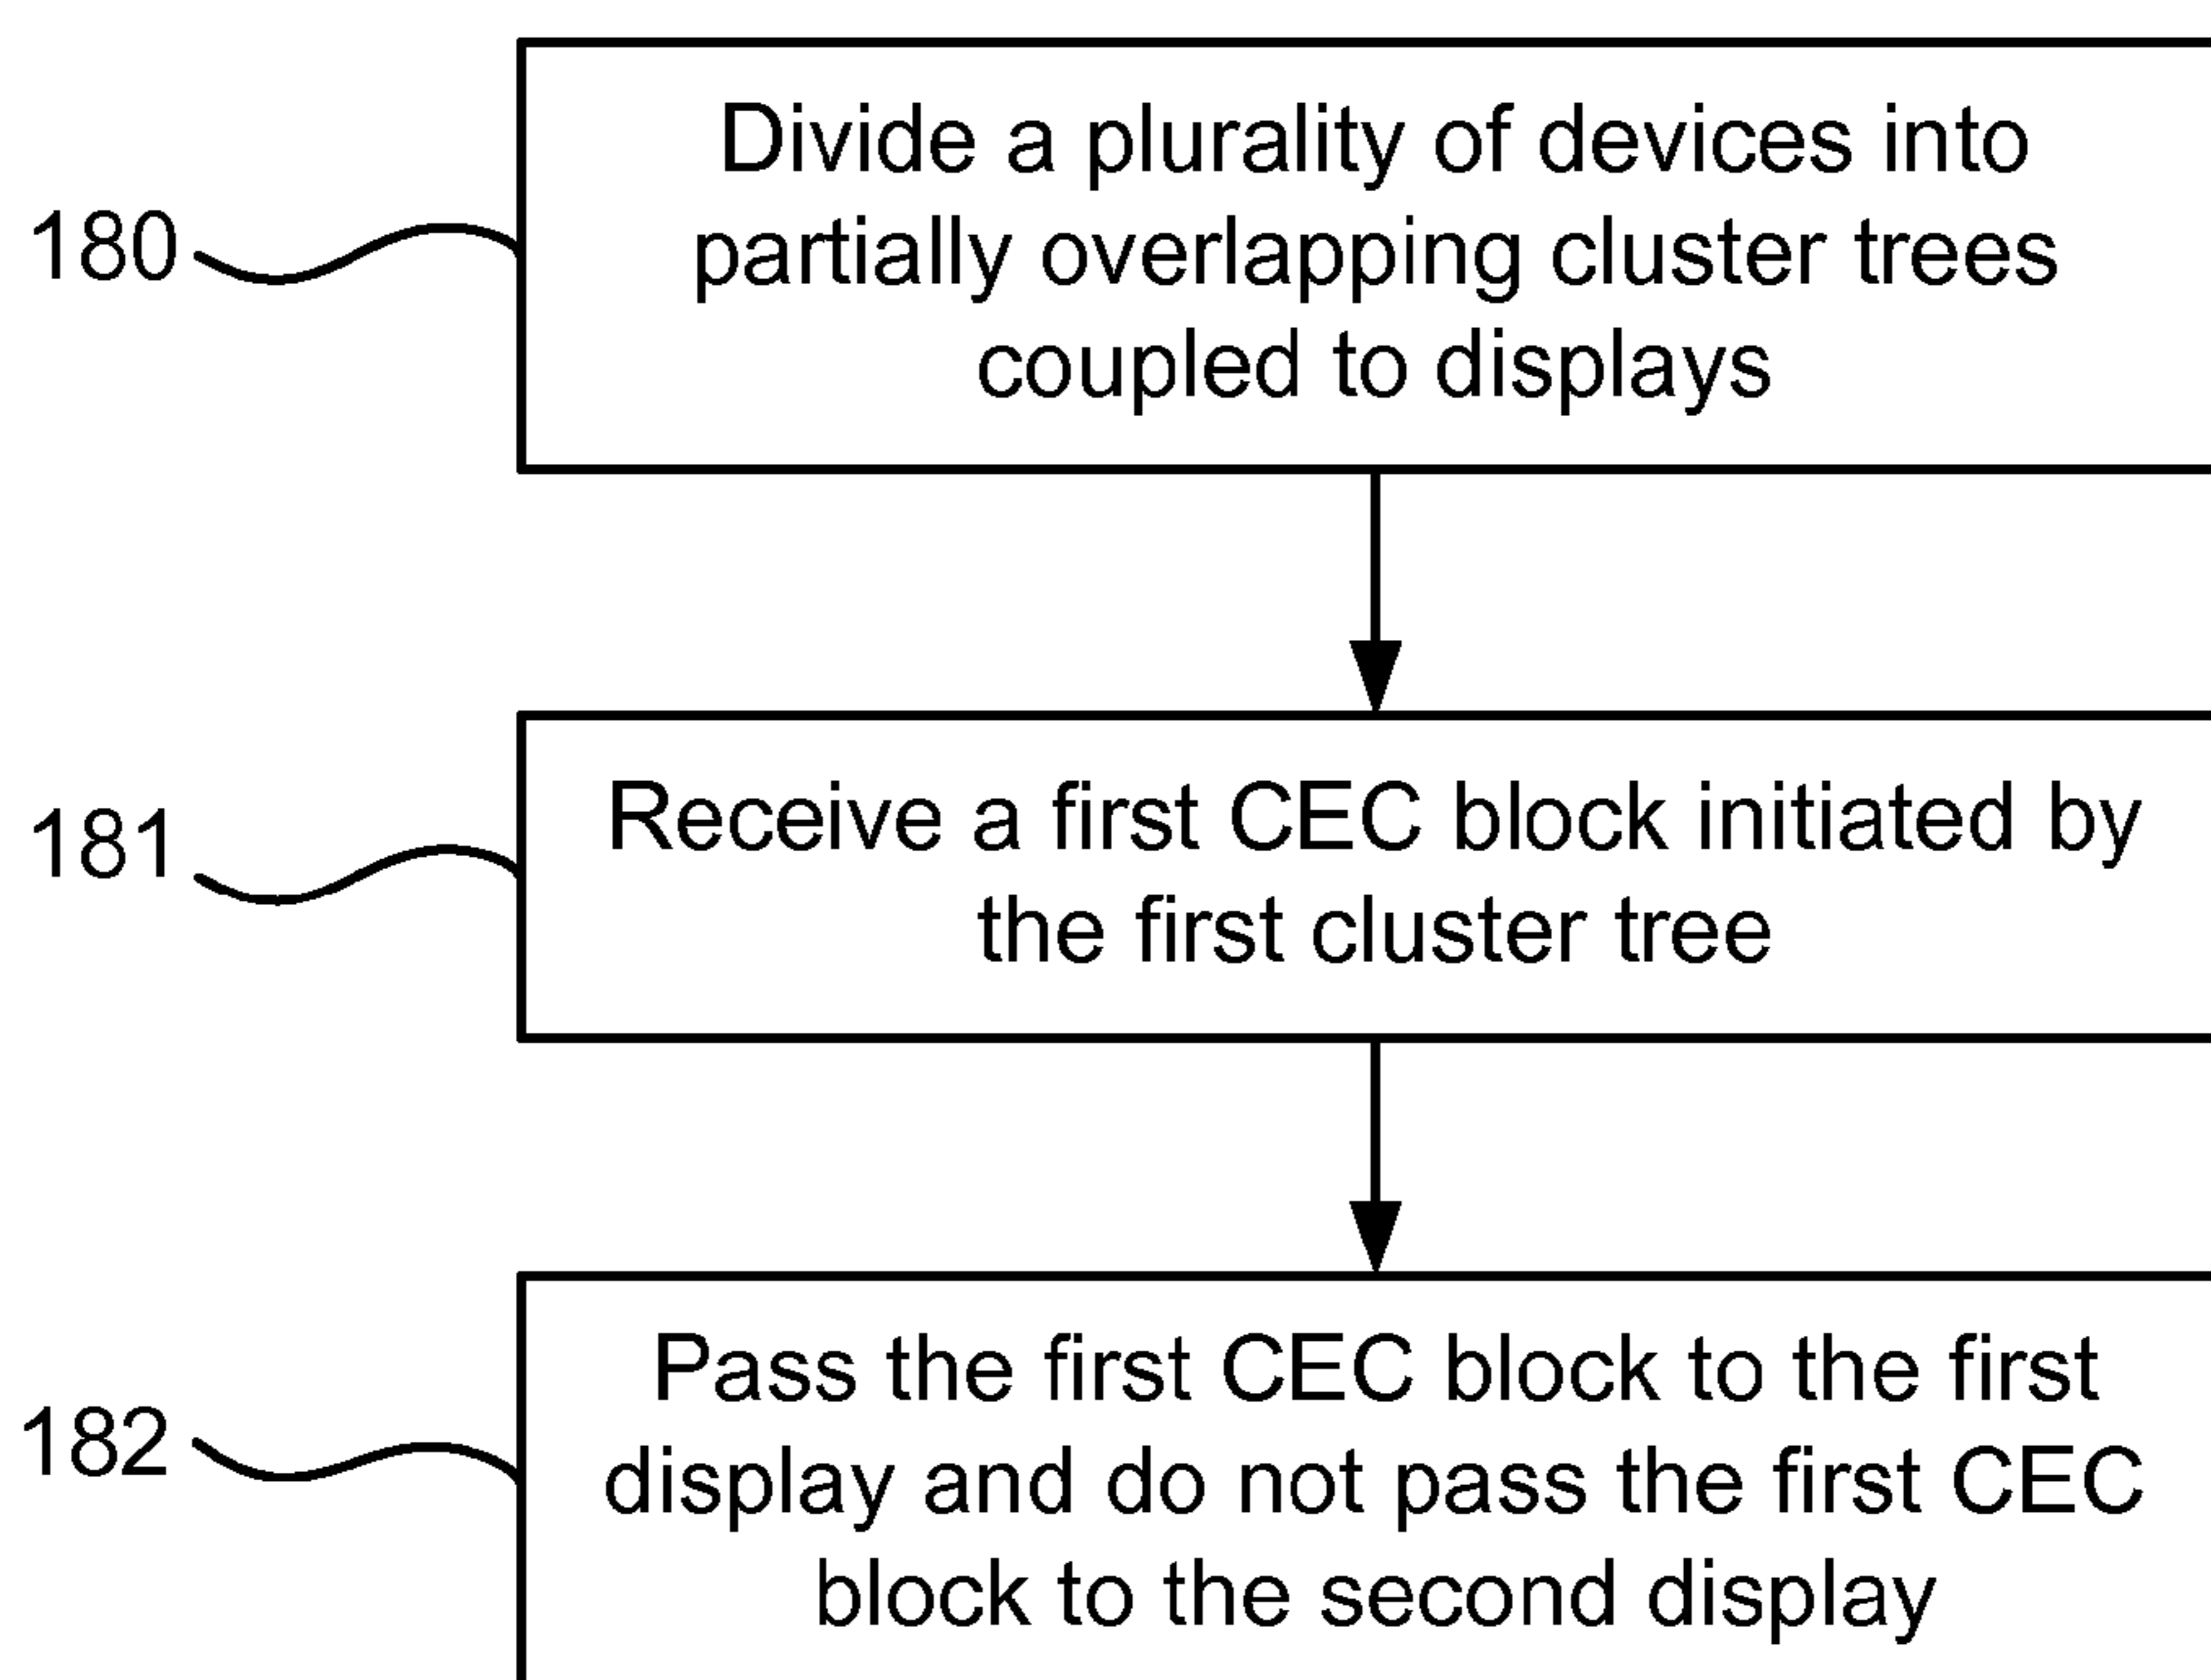 Divide a plurality of devices into
180
partially overlapping cluster trees
coupled to displays
Receive a first CEC block initiated by
181
the first cluster tree
Pass the first CEC block to the first
182
display and do not pass the first CEC
block to the second display